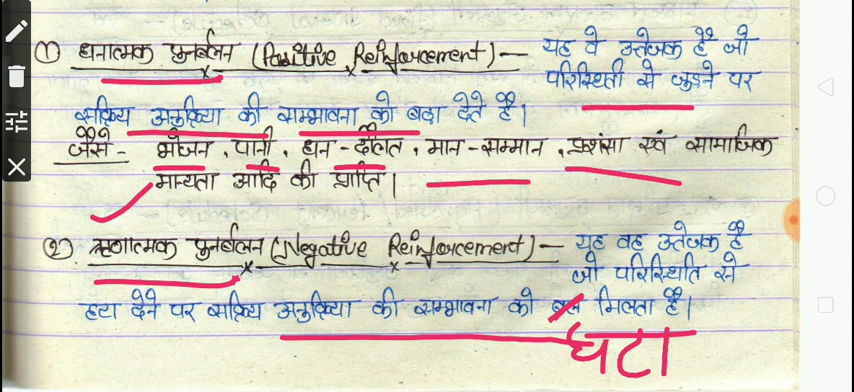 ① धनात्मक पुनर्बलन (Positive Reinforcement) — यह वे उत्तेजक हैं जो
परिस्थिती से जुड़ने पर
सक्रिय अनुक्रिया की सम्भावना को बढ़ा देते हैं।
जैसे - भोजन, पानी, धन-दौलत, मान-सम्मान, प्रशंसा एवं सामाजिक
मान्यता आदि की प्राप्ति।
② ऋणात्मक पुनर्बलन (Negative Reinforcement) — यह वह उत्तेजक है
जो परिस्थिति से
हटा देने पर सक्रिय अनुक्रिया की सम्भावना को बल मिलता है।
घटा